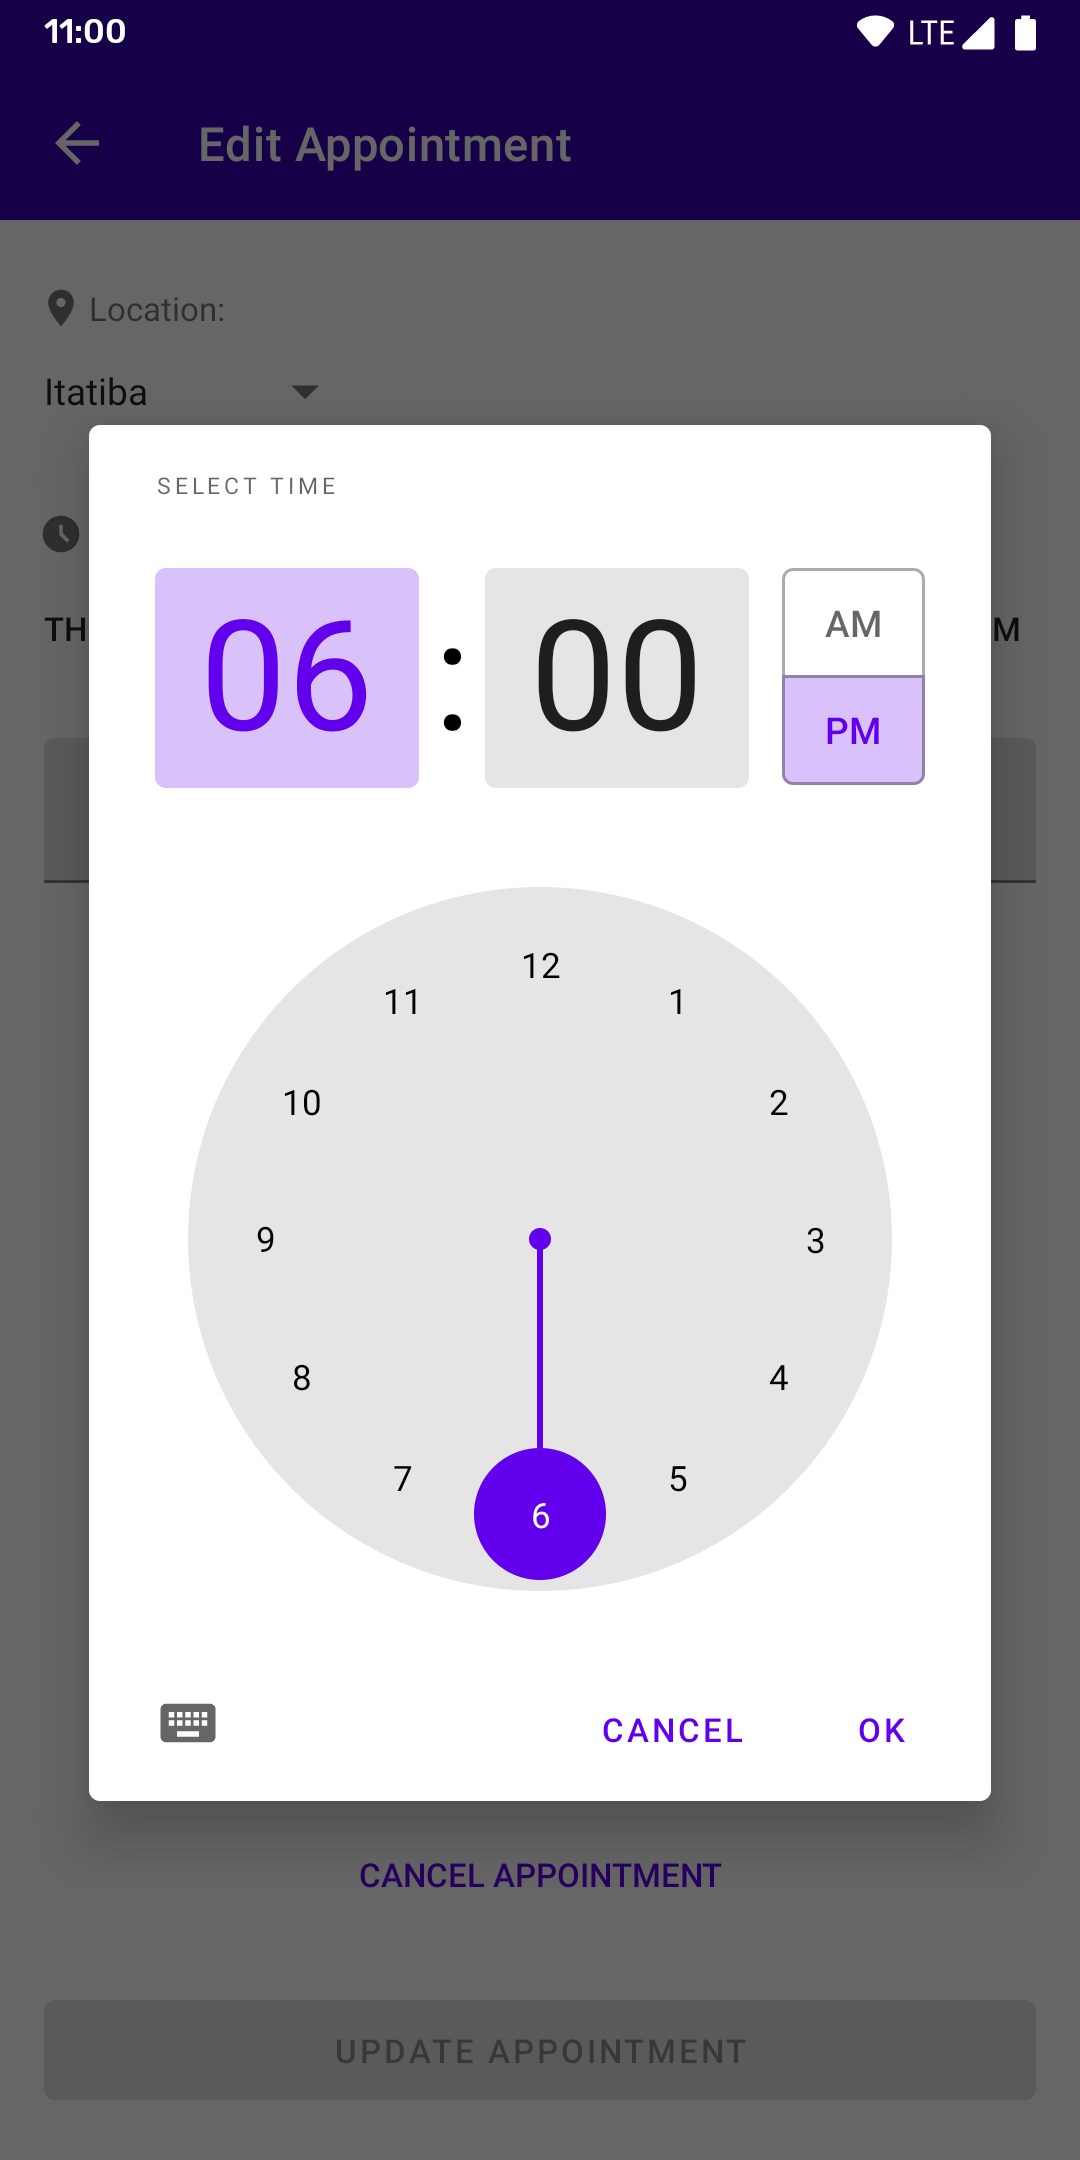 11:00 LTE
Edit Appointment
Location:
Itatiba
SELECT TIME
06 : 00
AM
PM
TH
M
12
11
1
10
2
9
3
8
4
7
5
6
CANCEL
OK
CANCEL APPOINTMENT
UPDATE APPOINTMENT